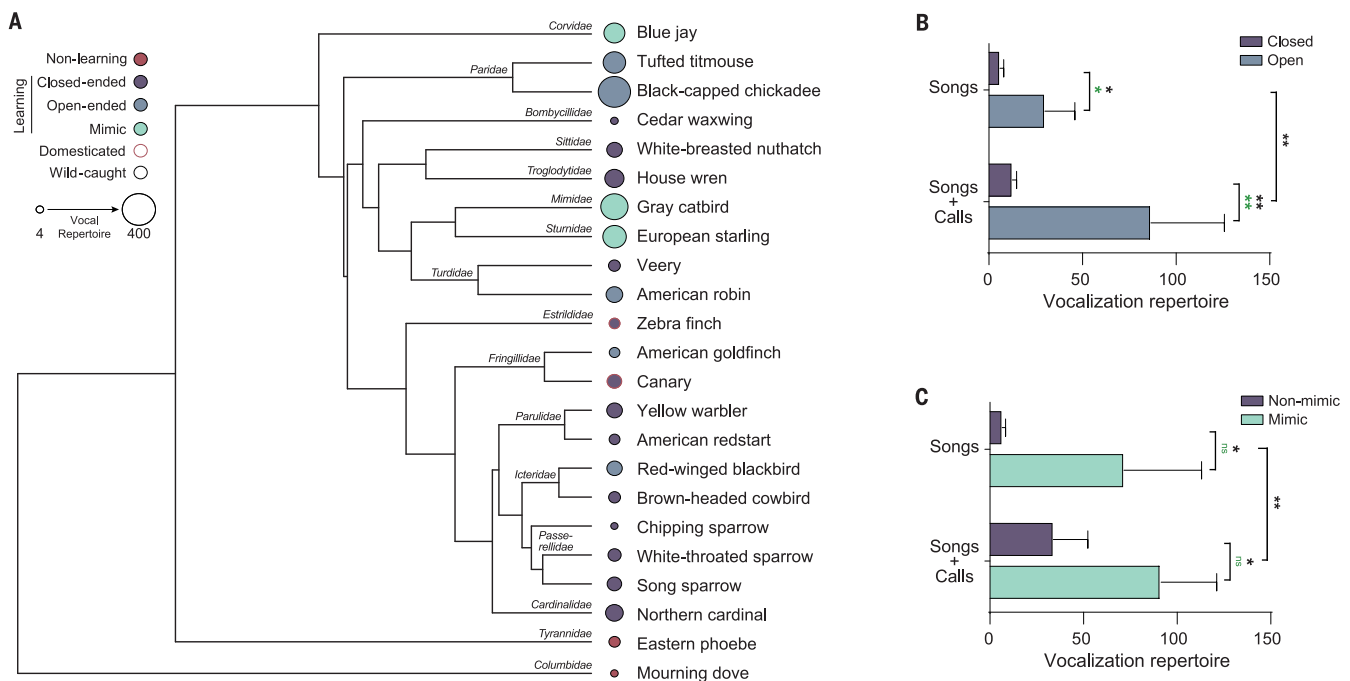 A
Non-learning
Closed-ended
Open-ended
Mimic
Learning
Domesticated
Wild-caught
Vocal
Repertoire
4
400
Corvidae
Blue jay
Tufted titmouse
Paridae
Black-capped chickadee
Bombycillidae
Cedar waxwing
Sittidae
White-breasted nuthatch
Troglodytidae
House wren
Mimidae
Gray catbird
Sturnidae
European starling
Veery
Turdidae
American robin
Estrildidae
Zebra finch
American goldfinch
Fringillidae
Canary
Yellow warbler
Parulidae
American redstart
Red-winged blackbird
Icteridae
Brown-headed cowbird
Chipping sparrow
Passe-
rellidae
White-throated sparrow
Song sparrow
Cardinalidae
Northern cardinal
Tyrannidae
Eastern phoebe
Columbidae
Mourning dove
B
Closed
Open
Songs
* *
**
Songs
+
Calls
** **
0 50 100 150
Vocalization repertoire
C
Non-mimic
Mimic
Songs
ns *
**
Songs
+
Calls
ns *
0 50 100 150
Vocalization repertoire